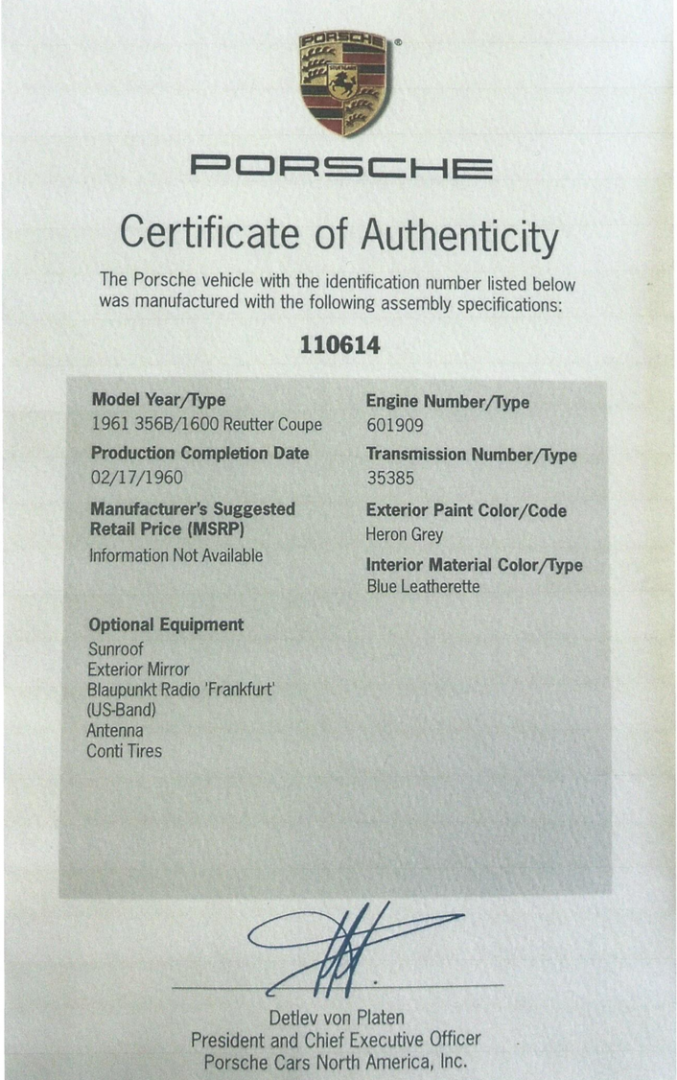 PORSCHE
STUTTGART
®
PORSCHE
Certificate of Authenticity
The Porsche vehicle with the identification number listed below
was manufactured with the following assembly specifications:
110614
Model Year/Type
1961 356B/1600 Reutter Coupe
Production Completion Date
02/17/1960
Manufacturer's Suggested
Retail Price (MSRP)
Information Not Available
Engine Number/Type
601909
Transmission Number/Type
35385
Exterior Paint Color/Code
Heron Grey
Interior Material Color/Type
Blue Leatherette
Optional Equipment
Sunroof
Exterior Mirror
Blaupunkt Radio 'Frankfurt'
(US-Band)
Antenna
Conti Tires
Detlev von Platen
President and Chief Executive Officer
Porsche Cars North America, Inc.